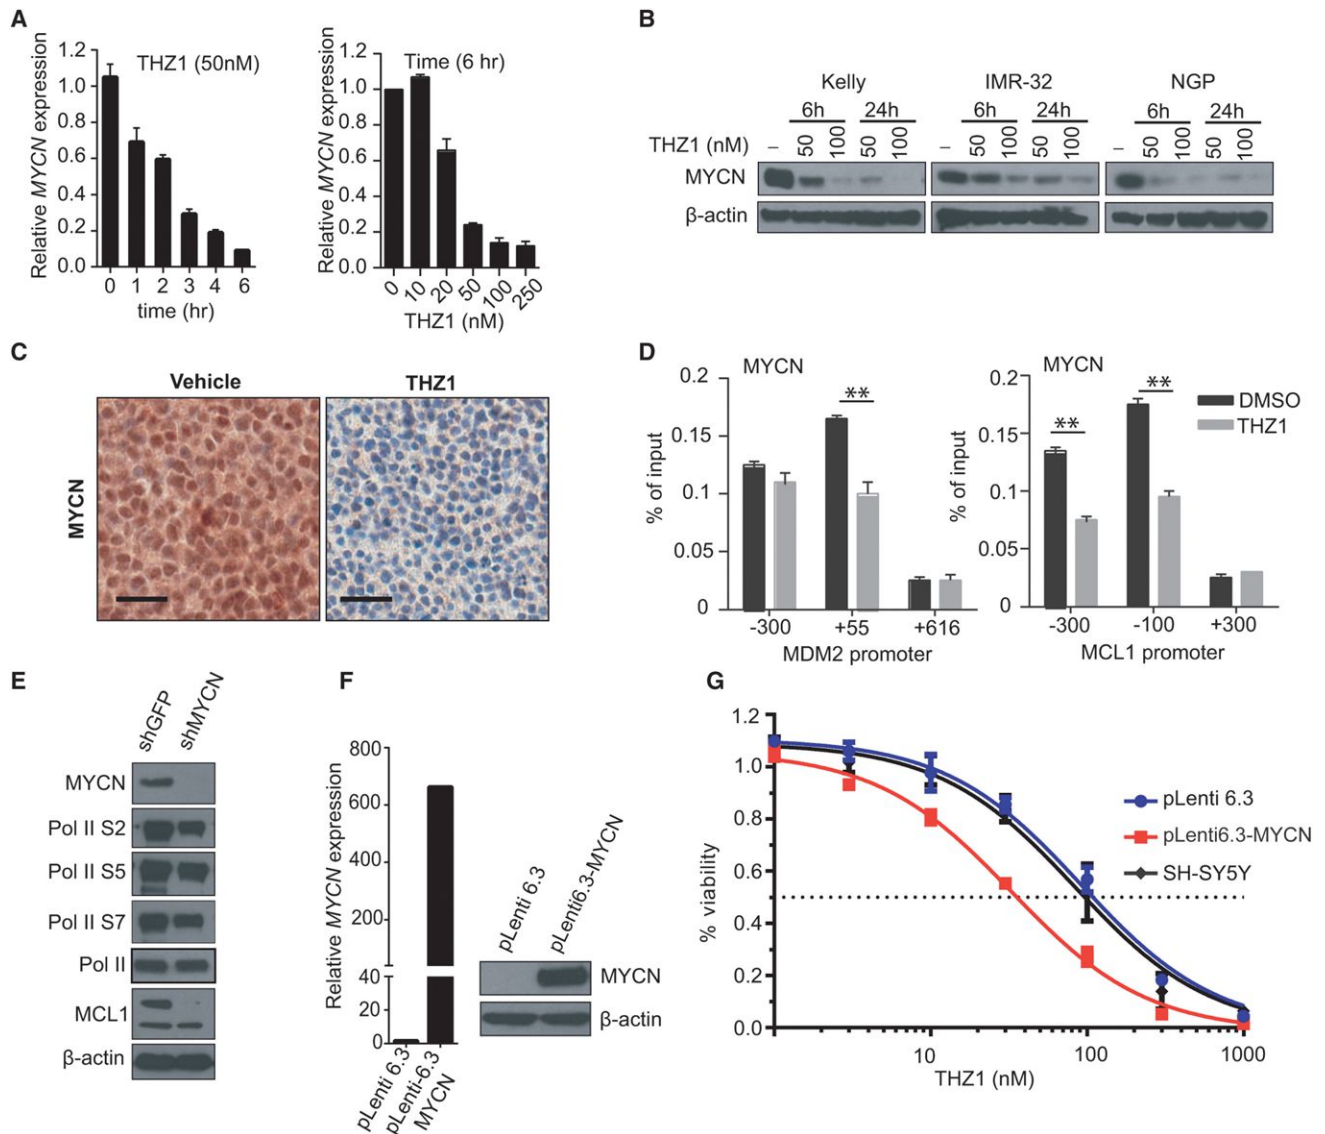 A
THZ1 (50nM)
Relative MYCN expression
1.2
1.0
0.8
0.6
0.4
0.2
0.0
0 1 2 3 4 6
time (hr)
Time (6 hr)
Relative MYCN expression
1.2
1.0
0.8
0.6
0.4
0.2
0.0
0 10 20 50 100 250
THZ1 (nM)
B
Kelly IMR-32 NGP
6h 24h 6h 24h 6h 24h
THZ1 (nM) – 50 100 50 100 – 50 100 50 100 – 50 100 50 100
MYCN
β-actin
C
Vehicle THZ1
MYCN
D
MYCN
% of input
0.2
0.15
0.1
0.05
0
**
-300 +55 +616
MDM2 promoter
MYCN
% of input
0.2
0.15
0.1
0.05
0
** **
-300 -100 +300
MCL1 promoter
DMSO
THZ1
E
shGFP shMYCN
MYCN
Pol II S2
Pol II S5
Pol II S7
Pol II
MCL1
β-actin
F
Relative MYCN expression
800
600
400
200
40
20
0
pLenti 6.3
pLenti-6.3
MYCN
pLenti 6.3 pLenti6.3-MYCN
MYCN
β-actin
G
% viability
1.2
1.0
0.8
0.6
0.4
0.2
0.0
10 100 1000
THZ1 (nM)
pLenti 6.3
pLenti6.3-MYCN
SH-SY5Y